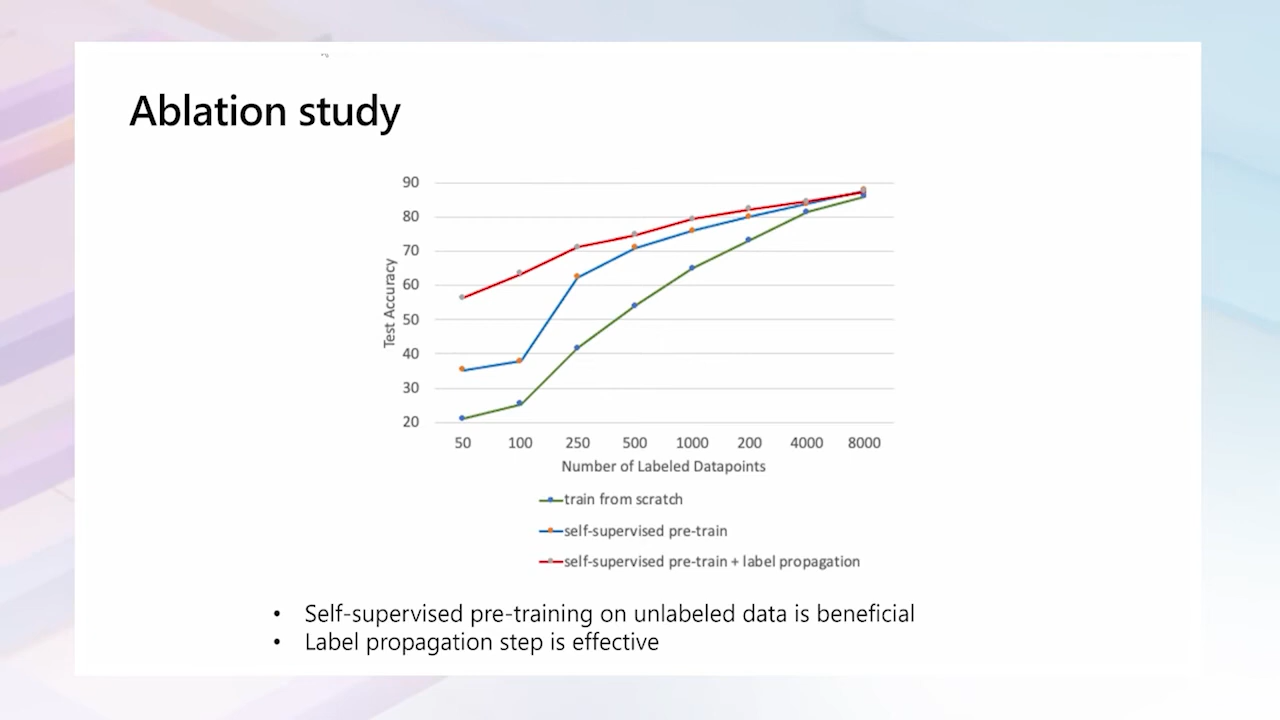 Ablation study
90
80
70
60
50
40
30
20
Test Accuracy
50 100 250 500 1000 200 4000 8000
Number of Labeled Datapoints
train from scratch
self-supervised pre-train
self-supervised pre-train + label propagation
• Self-supervised pre-training on unlabeled data is beneficial
• Label propagation step is effective